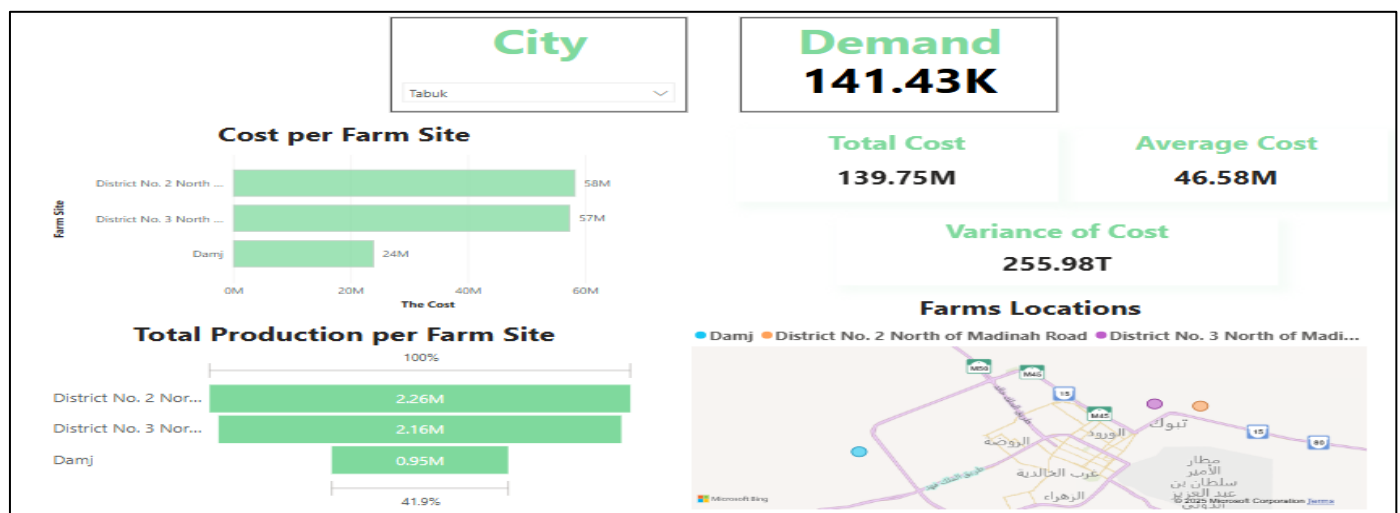 City
Tabuk
Demand
141.43K
Cost per Farm Site
Farm Site
District No. 2 North ...
58M
District No. 3 North ...
57M
Damj
24M
0M 20M 40M 60M
The Cost
Total Cost
139.75M
Average Cost
46.58M
Variance of Cost
255.98T
Total Production per Farm Site
100%
District No. 2 Nor...
2.26M
District No. 3 Nor...
2.16M
Damj
0.95M
41.9%
Farms Locations
Damj District No. 2 North of Madinah Road District No. 3 North of Madi...
M50
M45
15
M45
تبوك
الورود
الروضة
15
80
عرب الخالدية
الزهراء
مطار
الأمير
سلطان بن
عبد العزيز
الدولي
Microsoft Bing
© 2025 Microsoft Corporation Terms